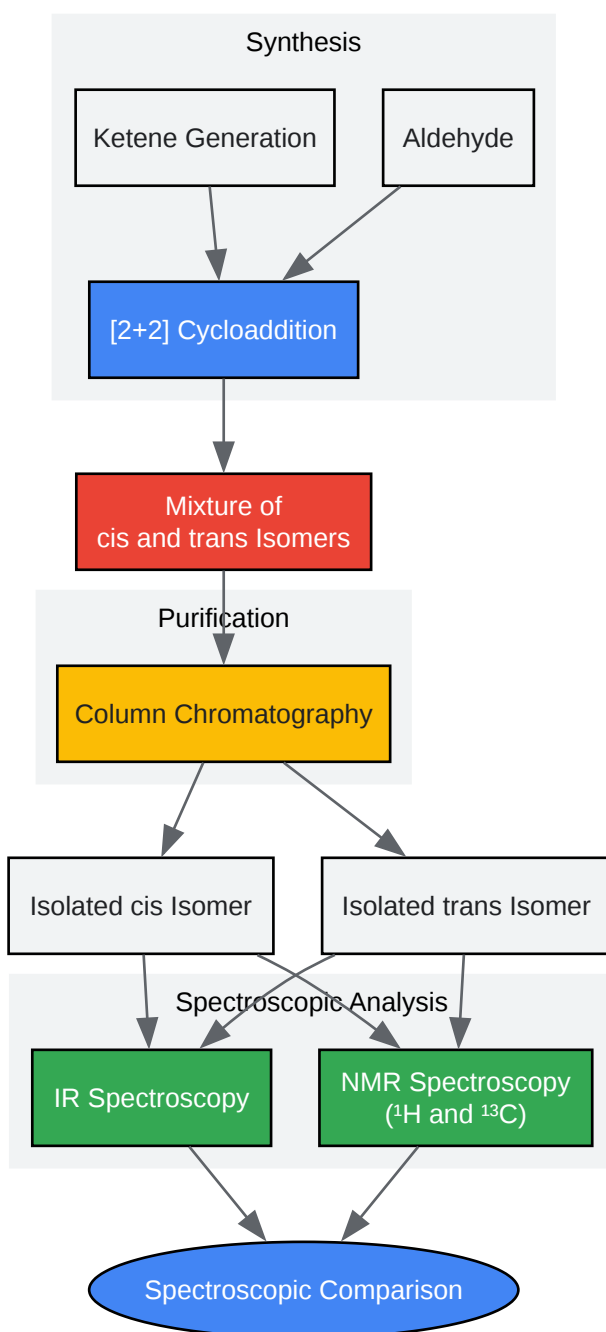 Synthesis
Ketene Generation
Aldehyde
[2+2] Cycloaddition
Mixture of
cis and trans Isomers
Purification
Column Chromatography
Isolated cis Isomer
Isolated trans Isomer
Spectroscopic Analysis
IR Spectroscopy
NMR Spectroscopy
(¹H and ¹³C)
Spectroscopic Comparison